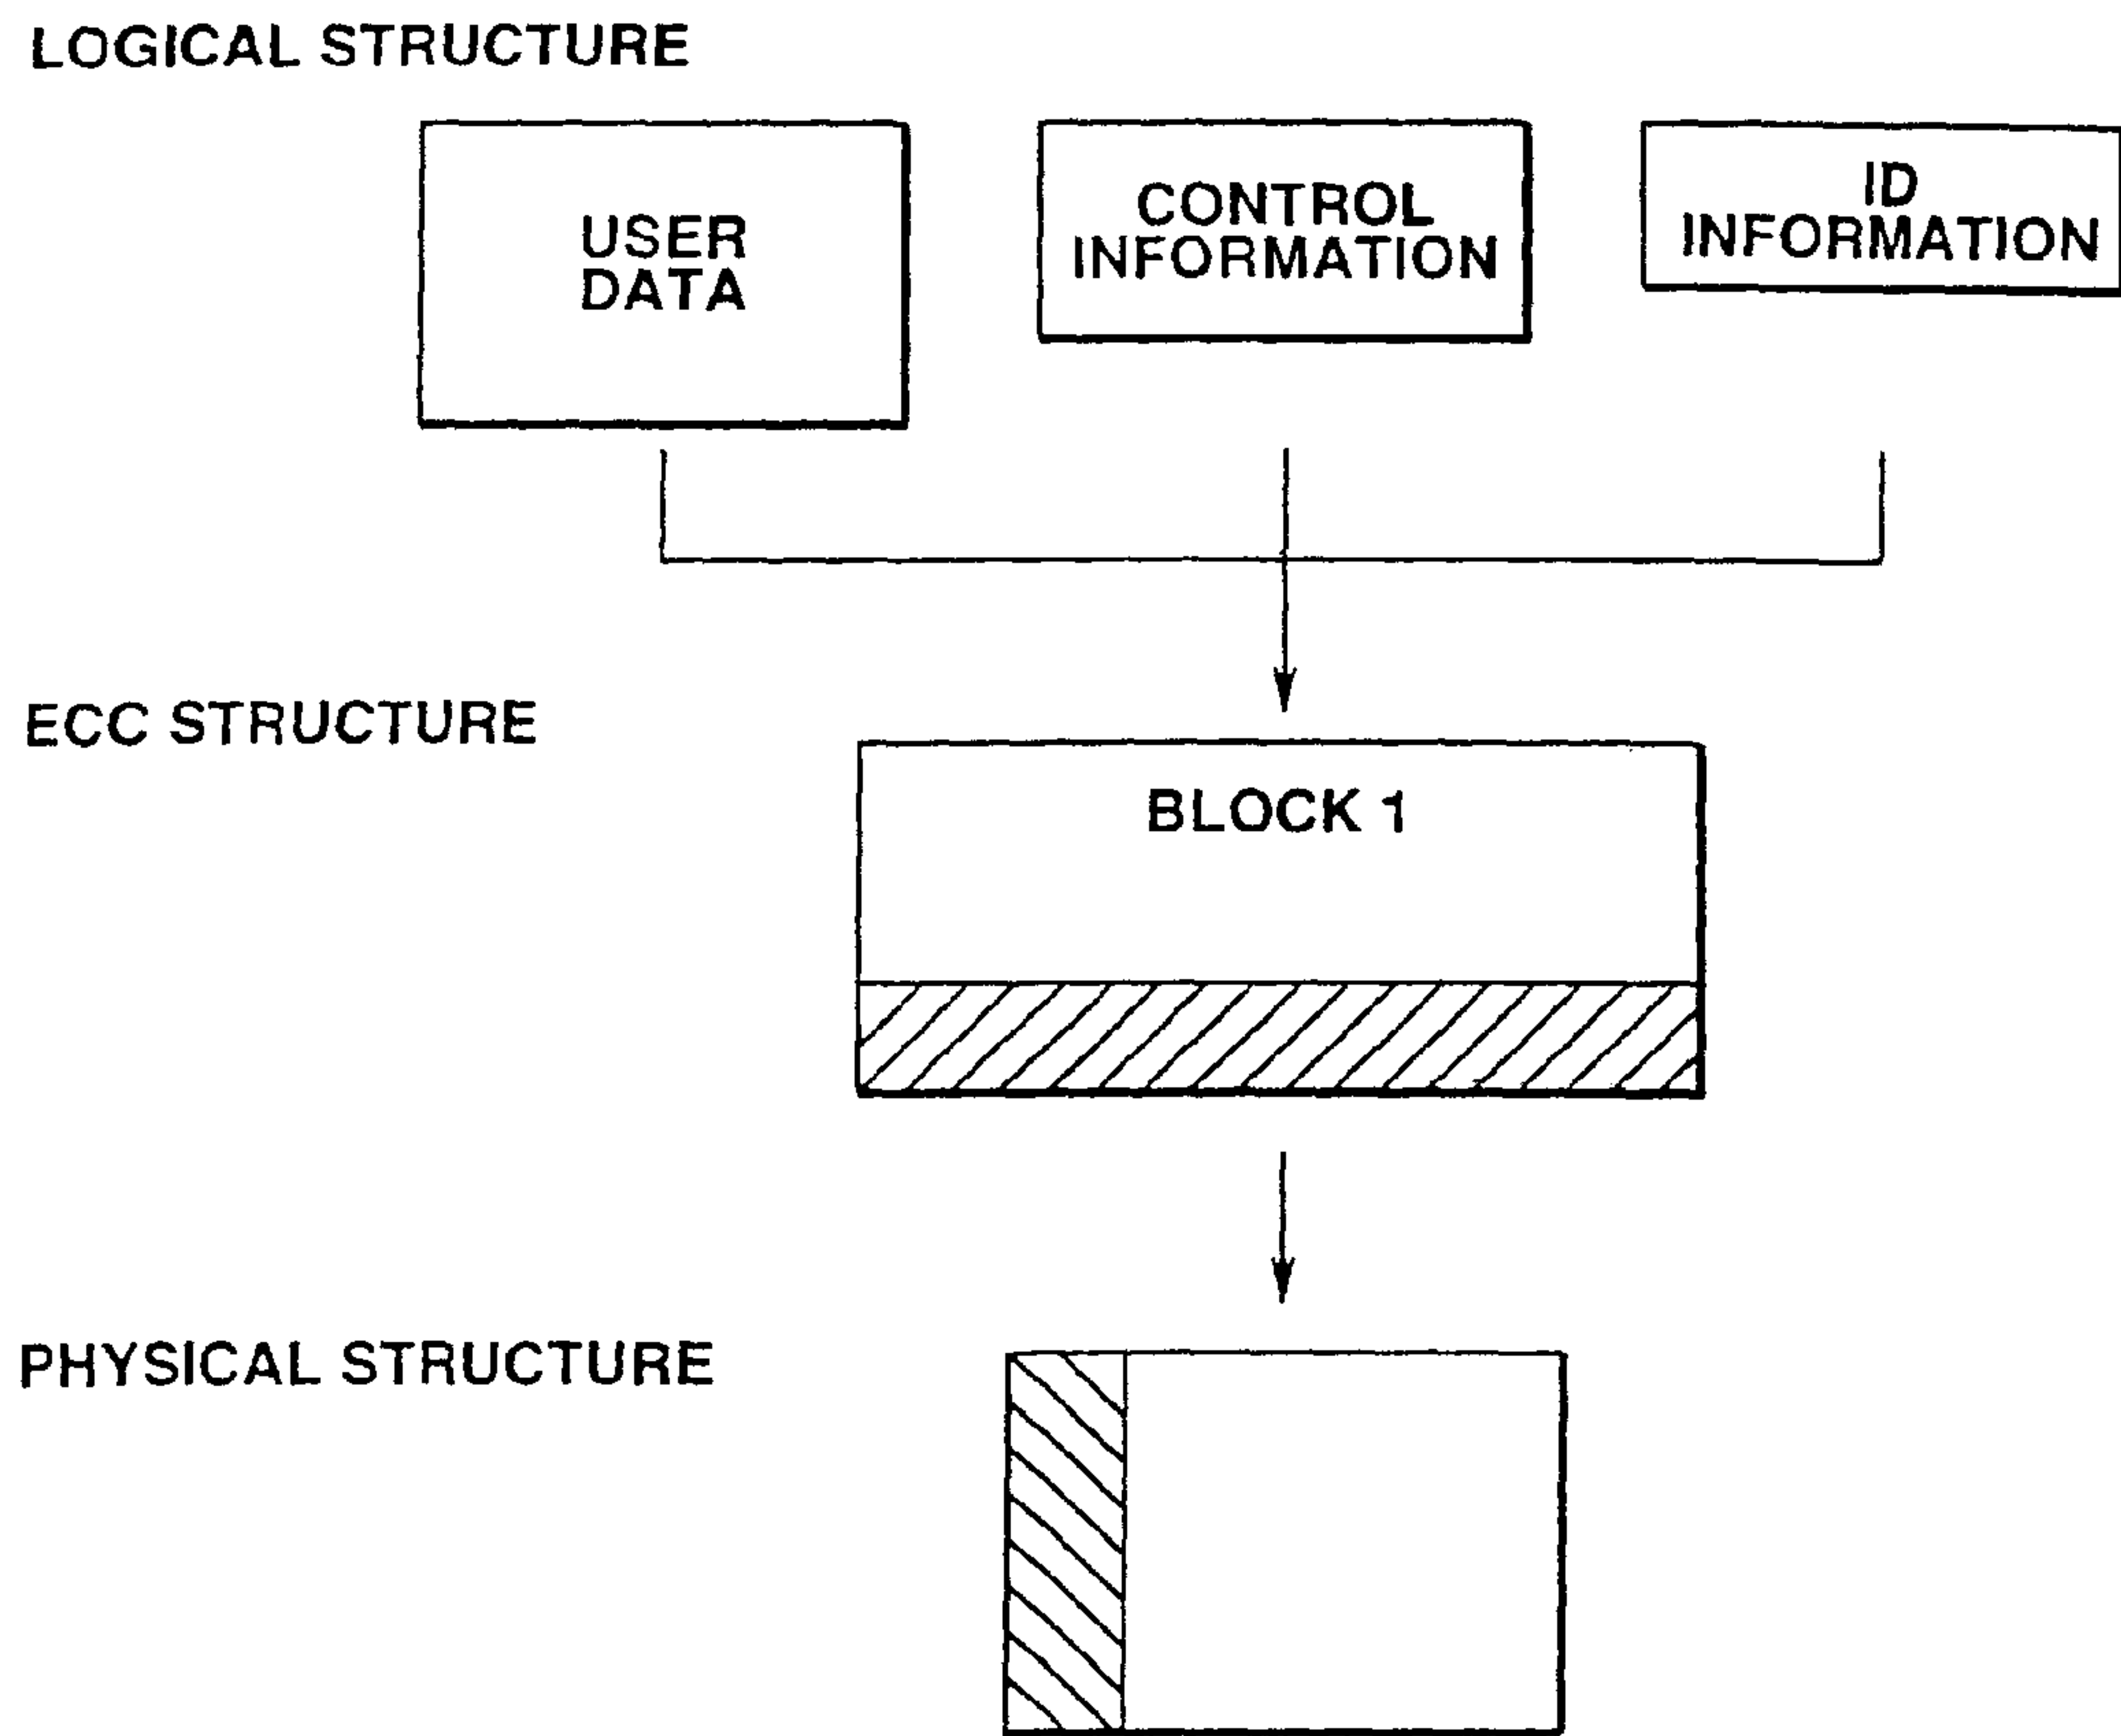 LOGICAL STRUCTURE
USER
DATA
CONTROL
INFORMATION
ID
INFORMATION
ECC STRUCTURE
BLOCK 1
PHYSICAL STRUCTURE